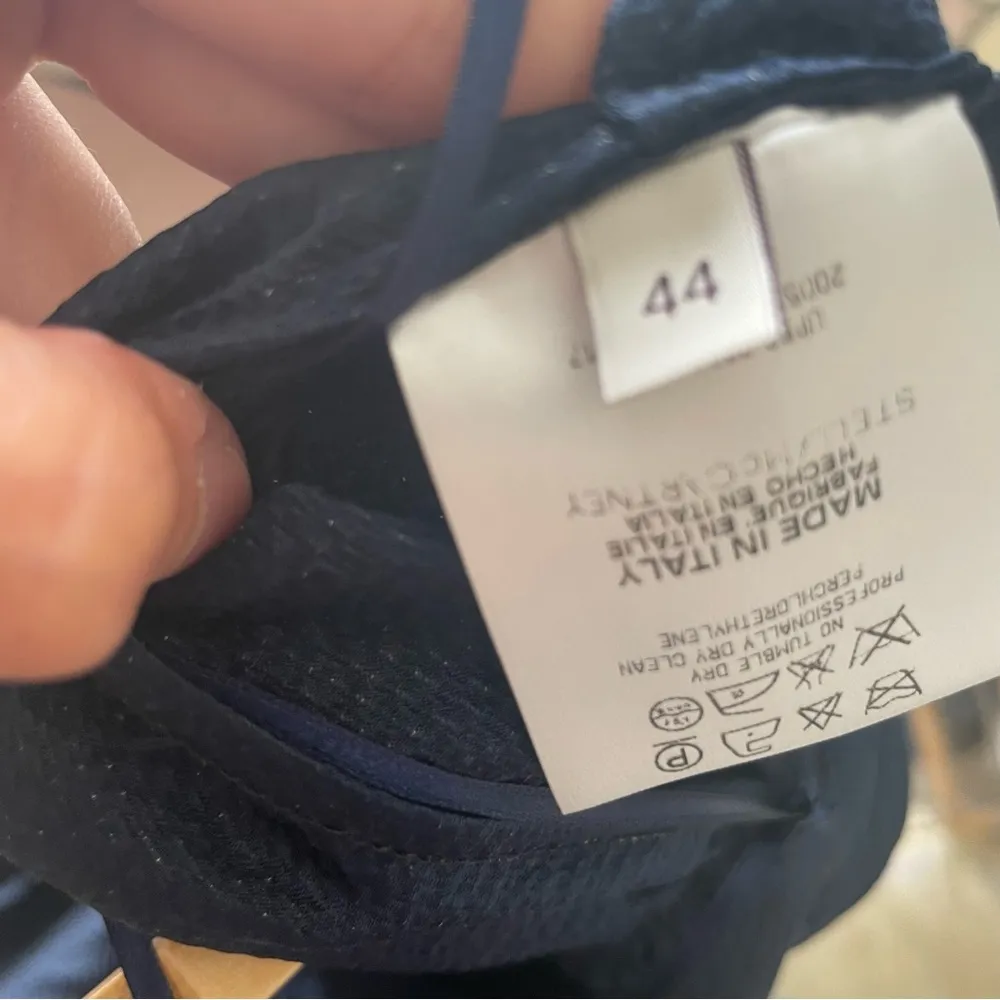 44
P
NO TUMBLE DRY
PROFESSIONALLY DRY CLEAN
PERCHLORETHYLENE
MADE IN ITALY
FABRIQUE' EN ITALIE
HECHO EN ITALIA
STELLA McCARTNEY